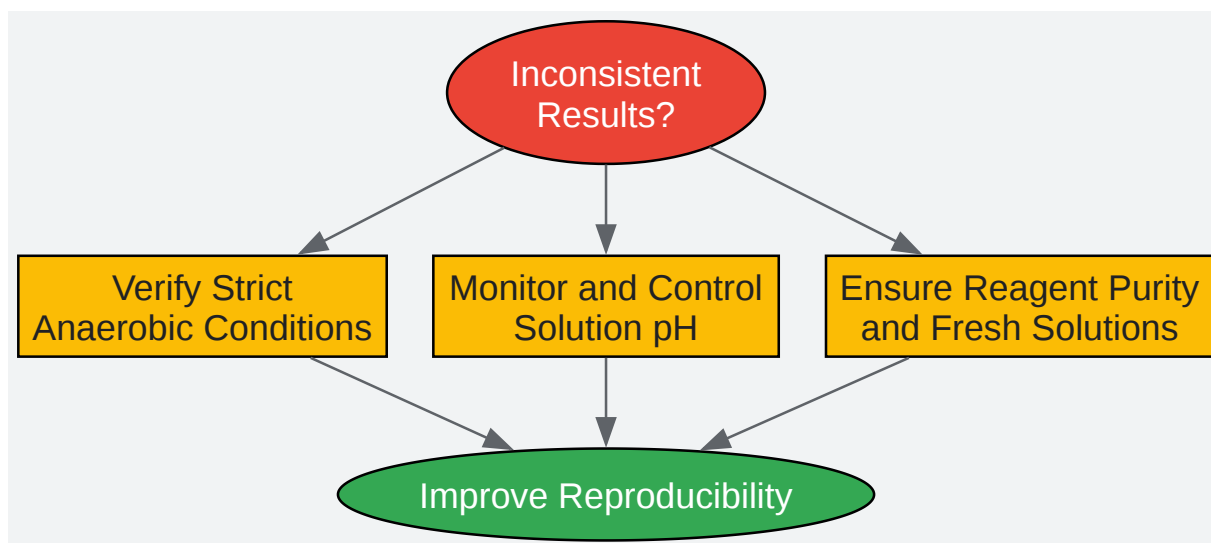 Inconsistent
Results?
Verify Strict
Anaerobic Conditions
Monitor and Control
Solution pH
Ensure Reagent Purity
and Fresh Solutions
Improve Reproducibility